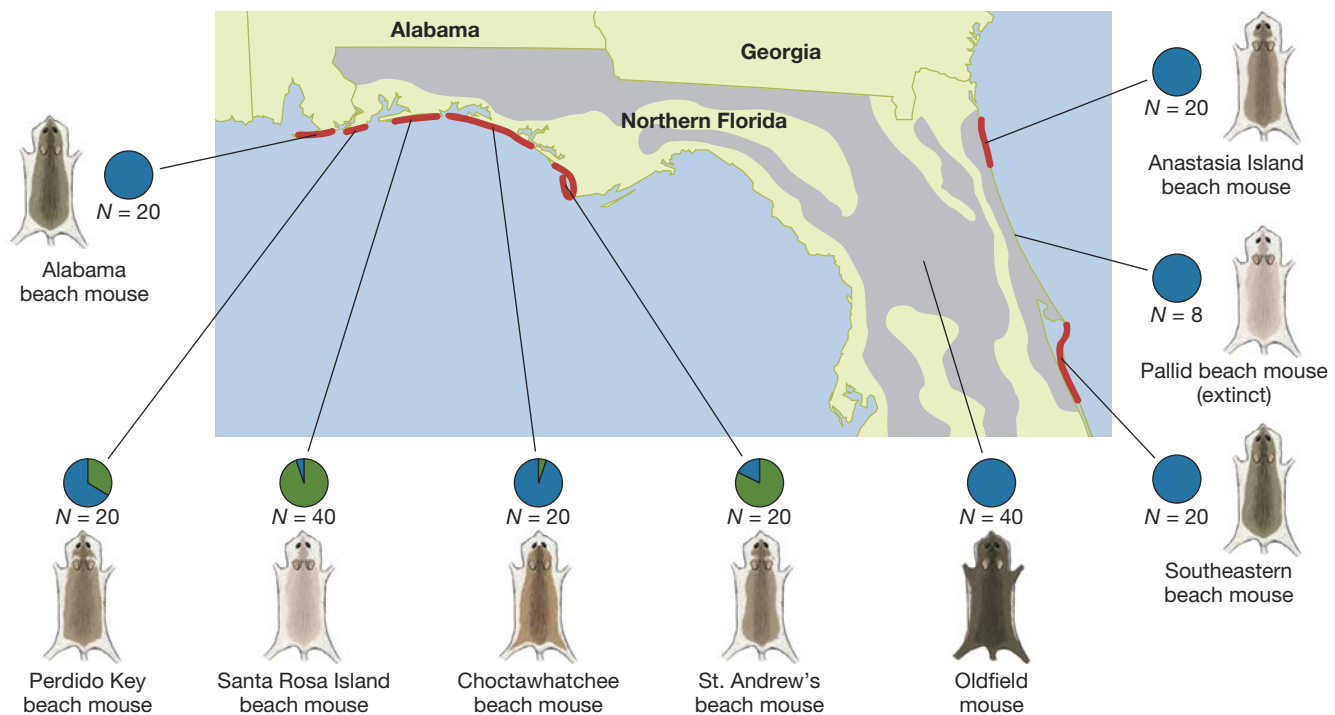 Alabama
Georgia
Northern Florida
N = 20
Alabama
beach mouse
N = 20
Anastasia Island
beach mouse
N = 8
Pallid beach mouse
(extinct)
N = 20
Southeastern
beach mouse
N = 20
Perdido Key
beach mouse
N = 40
Santa Rosa Island
beach mouse
N = 20
Choctawhatchee
beach mouse
N = 20
St. Andrew's
beach mouse
N = 40
Oldfield
mouse